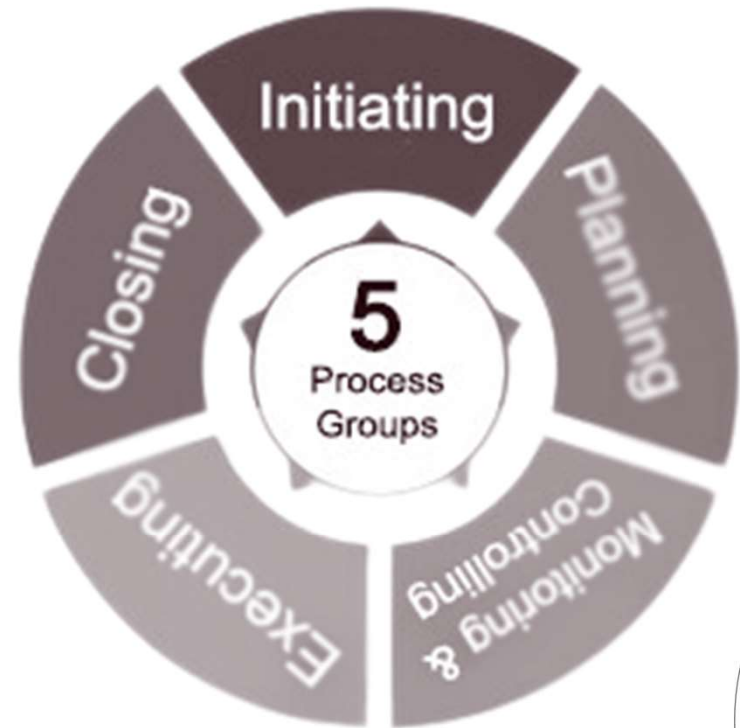 Initiating
Planning
Monitoring &
Controlling
Executing
Closing
5
Process
Groups